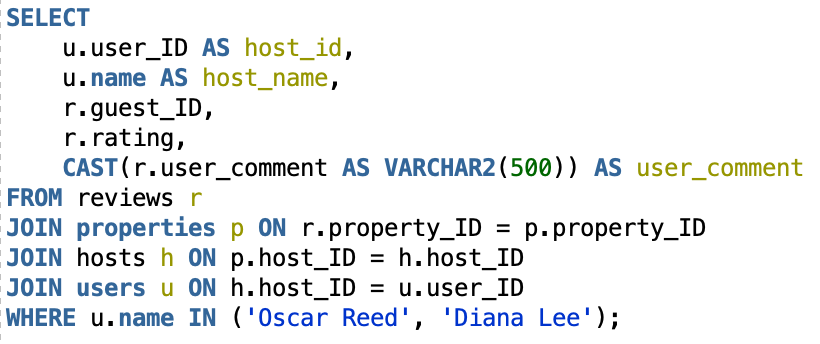 SELECT
    u.user_ID AS host_id,
    u.name AS host_name,
    r.guest_ID,
    r.rating,
    CAST(r.user_comment AS VARCHAR2(500)) AS user_comment
FROM reviews r
JOIN properties p ON r.property_ID = p.property_ID
JOIN hosts h ON p.host_ID = h.host_ID
JOIN users u ON h.host_ID = u.user_ID
WHERE u.name IN ('Oscar Reed', 'Diana Lee');